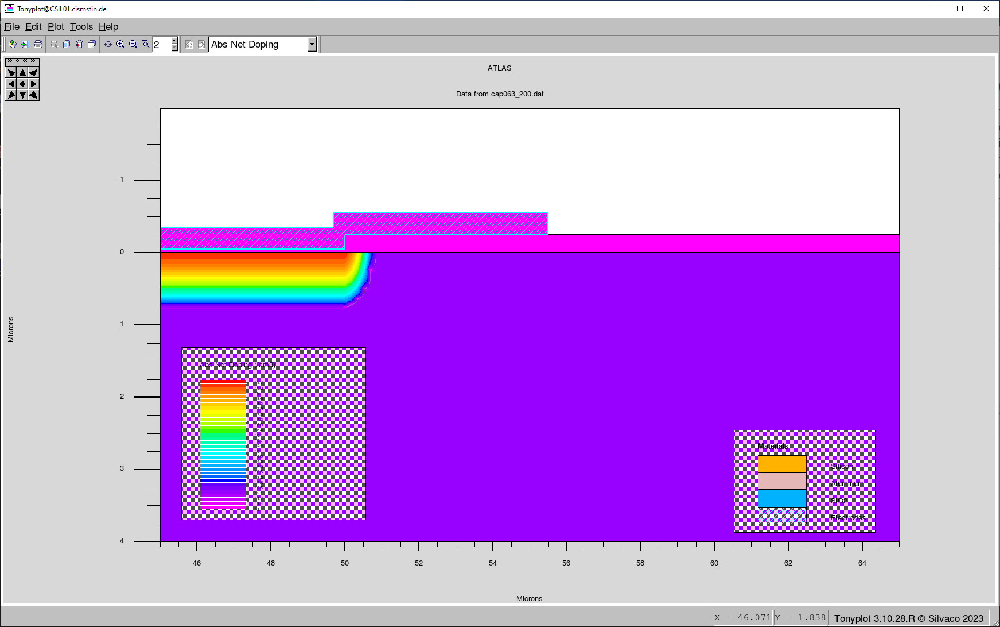 Tonyplot@CSIL01.cismstin.de
File Edit Plot Tools Help
2 Abs Net Doping
ATLAS
Data from cap063_200.dat
-1
0
1
2
3
4
Microns
Abs Net Doping (/cm3)
Materials
Silicon
Aluminum
SiO2
Electrodes
46 48 50 52 54 56 58 60 62 64
Microns
X = 46.071 Y = 1.838 Tonyplot 3.10.28.R © Silvaco 2023